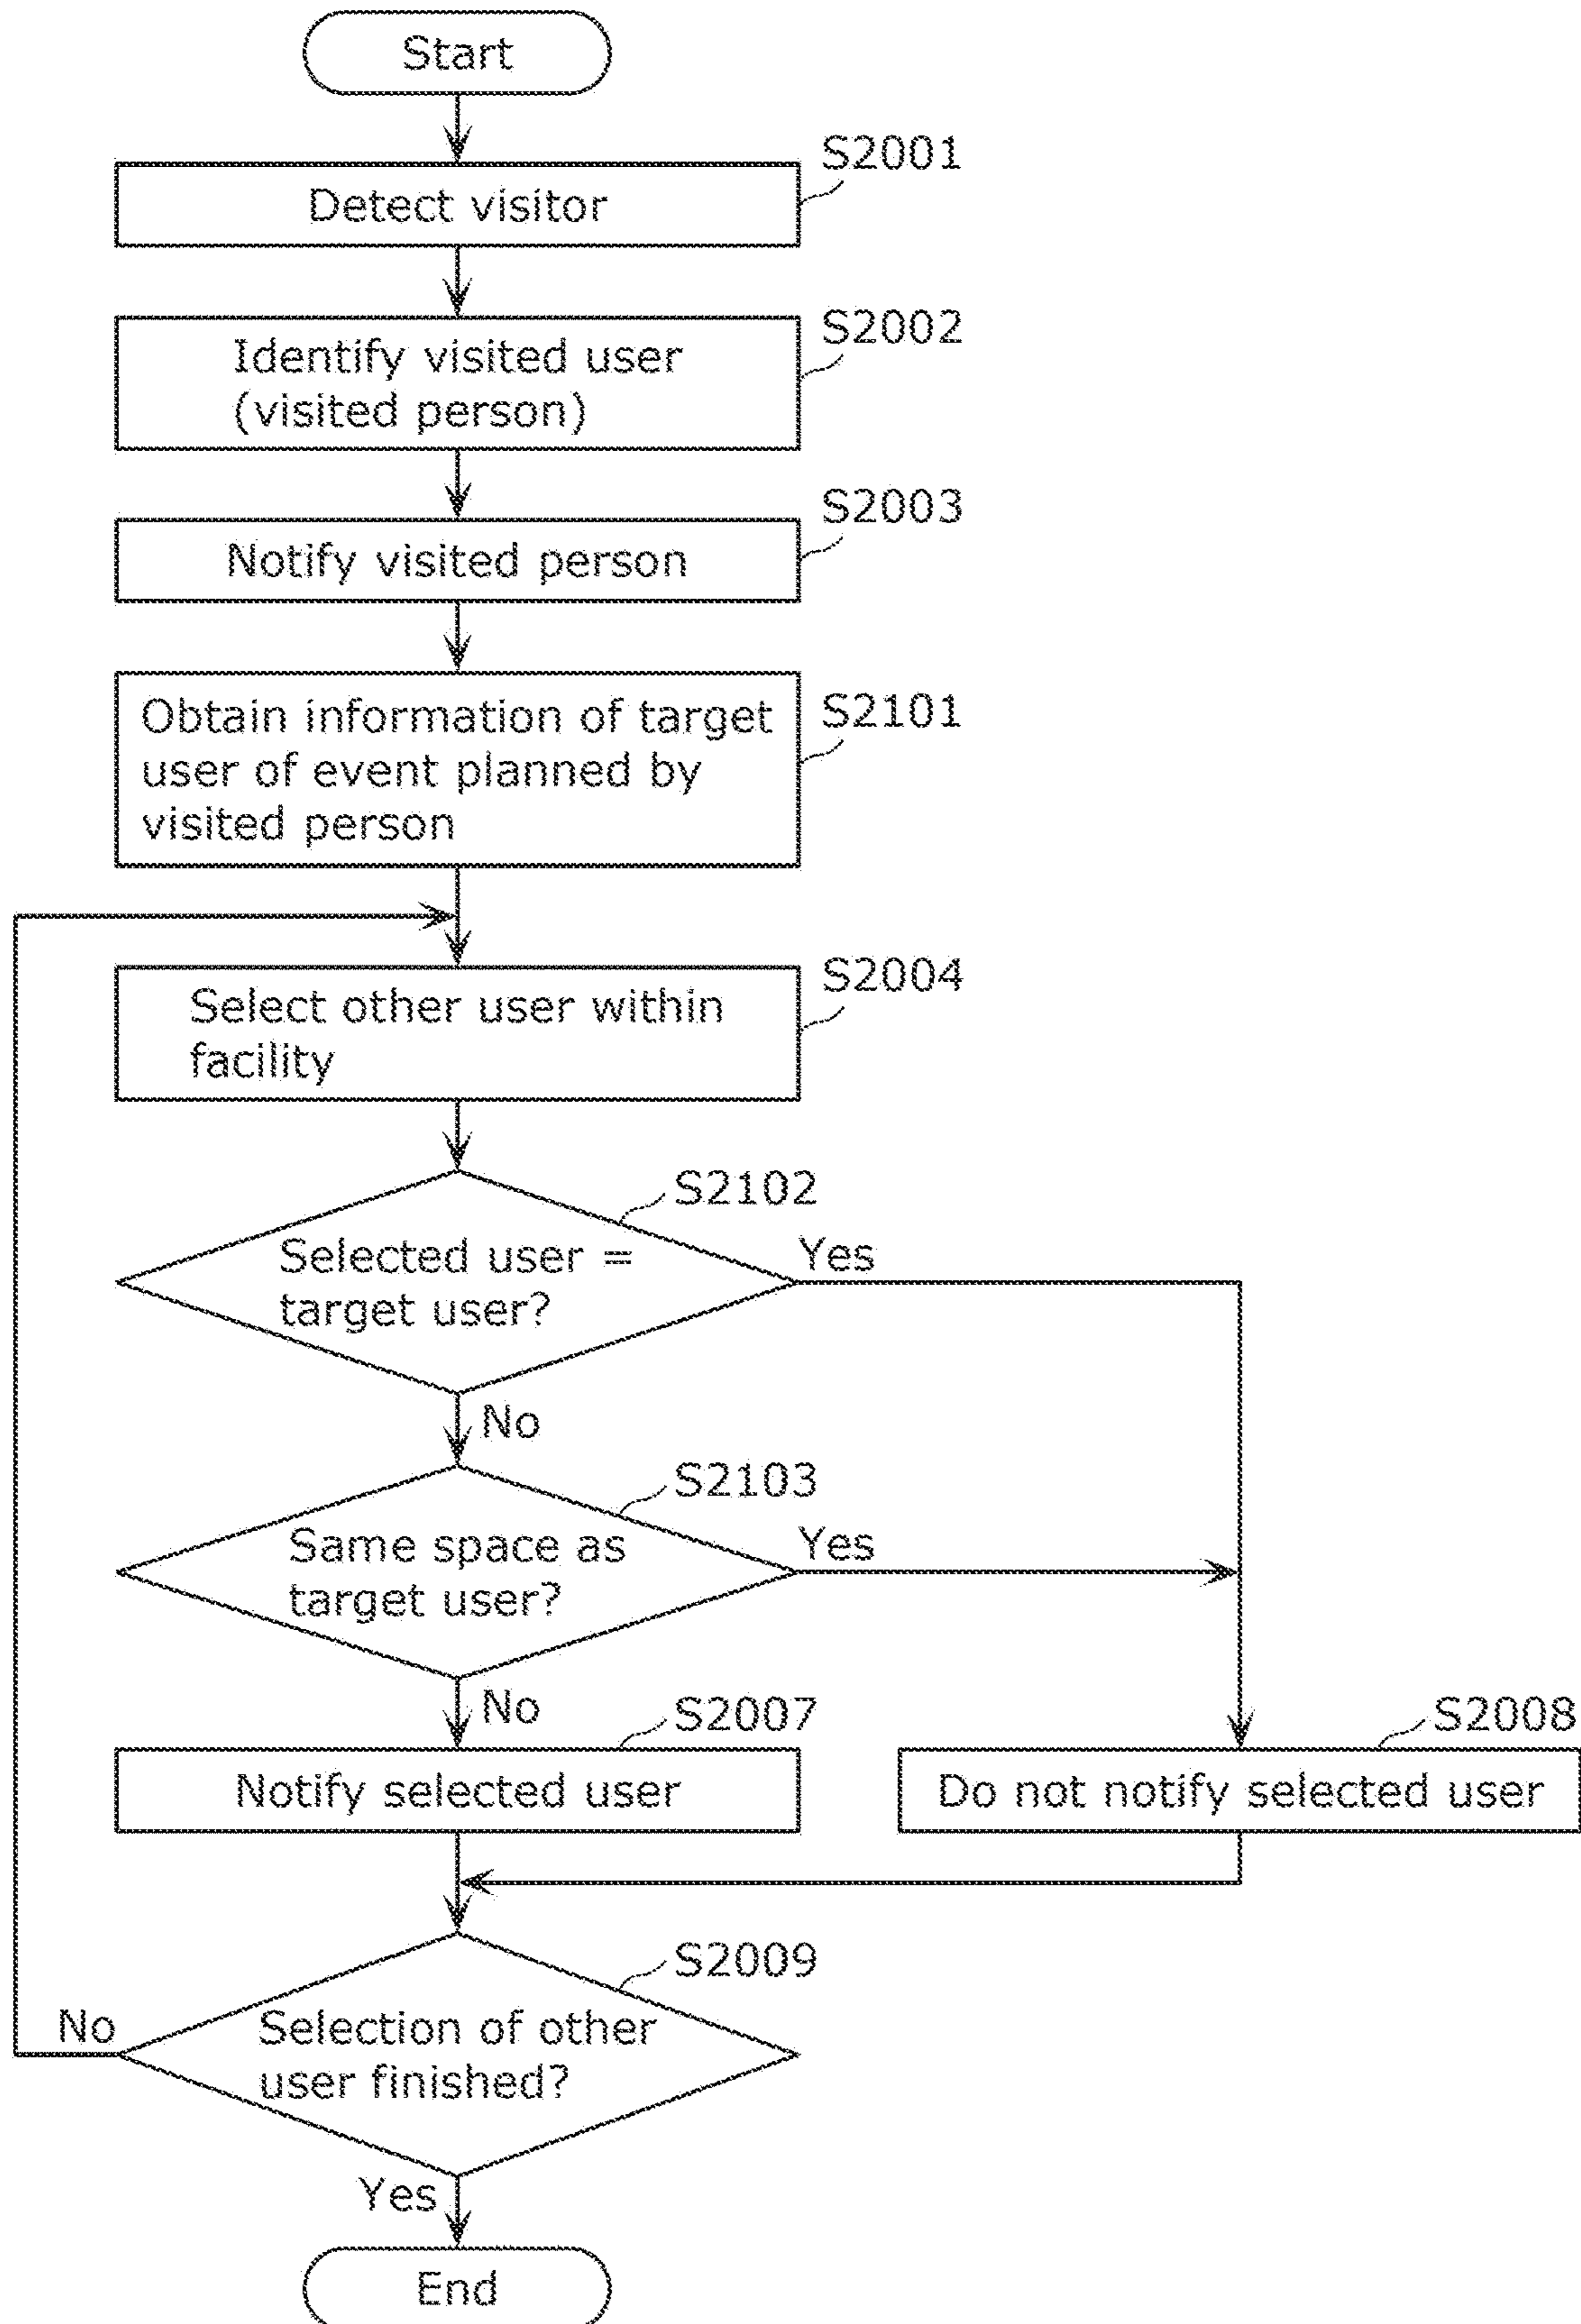 Start
S2001
Detect visitor
S2002
Identify visited user
(visited person)
S2003
Notify visited person
S2101
Obtain information of target
user of event planned by
visited person
S2004
Select other user within
facility
S2102
Selected user =
target user?
Yes
No
S2103
Same space as
target user?
Yes
No
S2007
Notify selected user
S2008
Do not notify selected user
S2009
Selection of other
user finished?
No
Yes
End